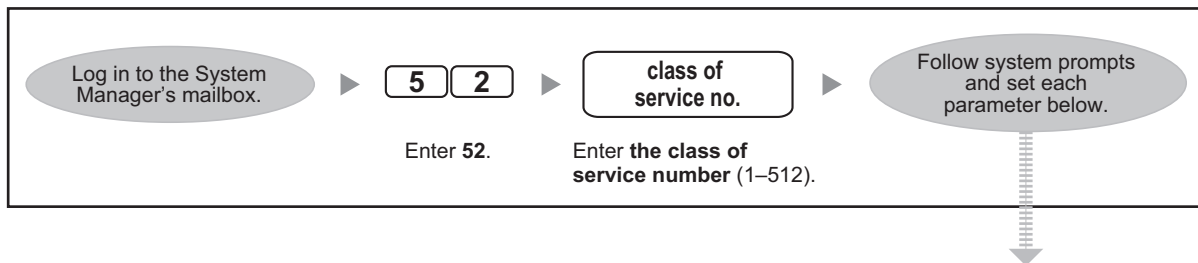 Log in to the System
Manager's mailbox.
5 2
Enter 52.
class of
service no.
Enter the class of
service number (1–512).
Follow system prompts
and set each
parameter below.